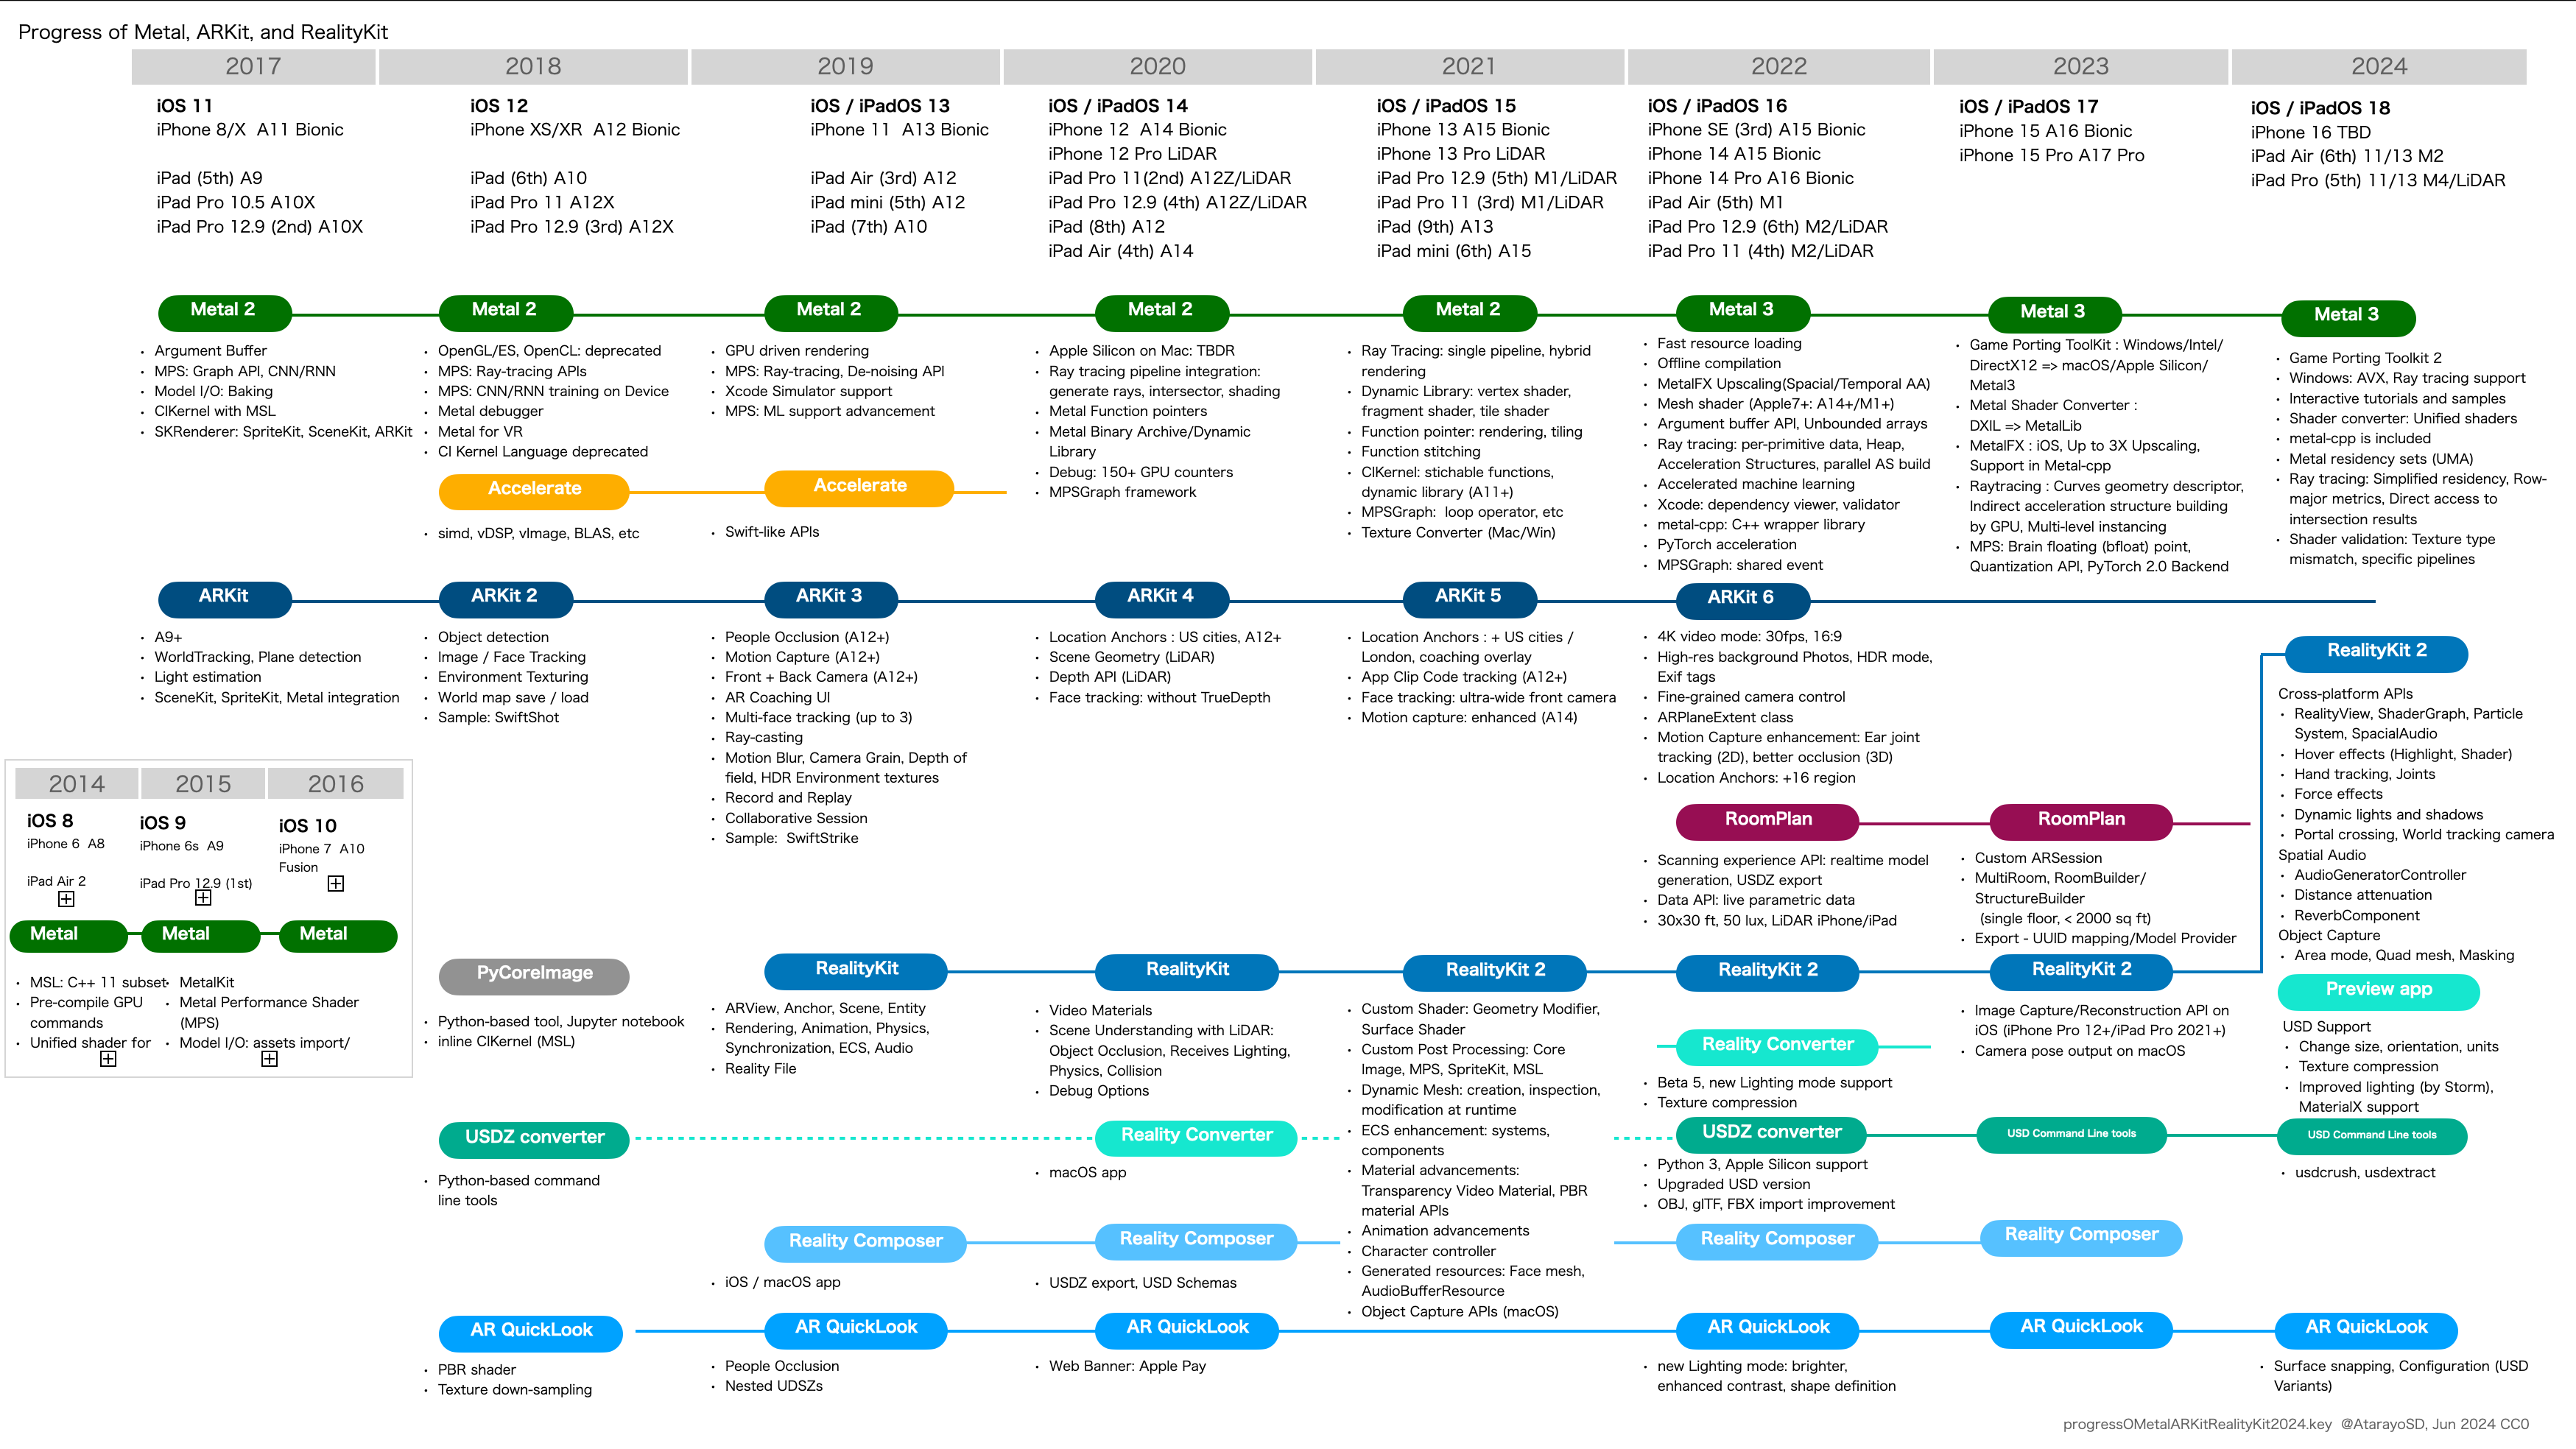 Progress of Metal, ARKit, and RealityKit
2017
2018
2019
2020
2021
2022
2023
2024
iOS 11
iPhone 8/X A11 Bionic
iPad (5th) A9
iPad Pro 10.5 A10X
iPad Pro 12.9 (2nd) A10X
iOS 12
iPhone XS/XR A12 Bionic
iPad (6th) A10
iPad Pro 11 A12X
iPad Pro 12.9 (3rd) A12X
iOS / iPadOS 13
iPhone 11 A13 Bionic
iPad Air (3rd) A12
iPad mini (5th) A12
iPad (7th) A10
iOS / iPadOS 14
iPhone 12 A14 Bionic
iPhone 12 Pro LiDAR
iPad Pro 11(2nd) A12Z/LiDAR
iPad Pro 12.9 (4th) A12Z/LiDAR
iPad (8th) A12
iPad Air (4th) A14
iOS / iPadOS 15
iPhone 13 A15 Bionic
iPhone 13 Pro LiDAR
iPad Pro 12.9 (5th) M1/LiDAR
iPad Pro 11 (3rd) M1/LiDAR
iPad (9th) A13
iPad mini (6th) A15
iOS / iPadOS 16
iPhone SE (3rd) A15 Bionic
iPhone 14 A15 Bionic
iPhone 14 Pro A16 Bionic
iPad Air (5th) M1
iPad Pro 12.9 (6th) M2/LiDAR
iPad Pro 11 (4th) M2/LiDAR
iOS / iPadOS 17
iPhone 15 A16 Bionic
iPhone 15 Pro A17 Pro
iOS / iPadOS 18
iPhone 16 TBD
iPad Air (6th) 11/13 M2
iPad Pro (5th) 11/13 M4/LiDAR
Metal 2
• Argument Buffer
• MPS: Graph API, CNN/RNN
• Model I/O: Baking
• CIKernel with MSL
• SKRenderer: SpriteKit, SceneKit, ARKit
Metal 2
• OpenGL/ES, OpenCL: deprecated
• MPS: Ray-tracing APIs
• MPS: CNN/RNN training on Device
• Metal debugger
• Metal for VR
• CI Kernel Language deprecated
Metal 2
• GPU driven rendering
• MPS: Ray-tracing, De-noising API
• Xcode Simulator support
• MPS: ML support advancement
Metal 2
• Apple Silicon on Mac: TBDR
• Ray tracing pipeline integration:
generate rays, intersector, shading
• Metal Function pointers
• Metal Binary Archive/Dynamic
Library
• Debug: 150+ GPU counters
• MPSGraph framework
Metal 2
• Ray Tracing: single pipeline, hybrid
rendering
• Dynamic Library: vertex shader,
fragment shader, tile shader
• Function pointer: rendering, tiling
• Function stitching
• CIKernel: stichable functions,
dynamic library (A11+)
• MPSGraph: loop operator, etc
• Texture Converter (Mac/Win)
Metal 3
• Fast resource loading
• Offline compilation
• MetalFX Upscaling(Spacial/Temporal AA)
• Mesh shader (Apple7+: A14+/M1+)
• Argument buffer API, Unbounded arrays
• Ray tracing: per-primitive data, Heap,
Acceleration Structures, parallel AS build
• Accelerated machine learning
• Xcode: dependency viewer, validator
• metal-cpp: C++ wrapper library
• PyTorch acceleration
• MPSGraph: shared event
Metal 3
• Game Porting ToolKit : Windows/Intel/
DirectX12 => macOS/Apple Silicon/
Metal3
• Metal Shader Converter :
DXIL => MetalLib
• MetalFX : iOS, Up to 3X Upscaling,
Support in Metal-cpp
• Raytracing : Curves geometry descriptor,
Indirect acceleration structure building
by GPU, Multi-level instancing
• MPS: Brain floating (bfloat) point,
Quantization API, PyTorch 2.0 Backend
Metal 3
• Game Porting Toolkit 2
• Windows: AVX, Ray tracing support
• Interactive tutorials and samples
• Shader converter: Unified shaders
• metal-cpp is included
• Metal residency sets (UMA)
• Ray tracing: Simplified residency, Row-
major metrics, Direct access to
intersection results
• Shader validation: Texture type
mismatch, specific pipelines
Accelerate
• simd, vDSP, vImage, BLAS, etc
Accelerate
• Swift-like APIs
ARKit
• A9+
• WorldTracking, Plane detection
• Light estimation
• SceneKit, SpriteKit, Metal integration
ARKit 2
• Object detection
• Image / Face Tracking
• Environment Texturing
• World map save / load
• Sample: SwiftShot
ARKit 3
• People Occlusion (A12+)
• Motion Capture (A12+)
• Front + Back Camera (A12+)
• AR Coaching UI
• Multi-face tracking (up to 3)
• Ray-casting
• Motion Blur, Camera Grain, Depth of
field, HDR Environment textures
• Record and Replay
• Collaborative Session
• Sample: SwiftStrike
ARKit 4
• Location Anchors : US cities, A12+
• Scene Geometry (LiDAR)
• Depth API (LiDAR)
• Face tracking: without TrueDepth
ARKit 5
• Location Anchors : + US cities /
London, coaching overlay
• App Clip Code tracking (A12+)
• Face tracking: ultra-wide front camera
• Motion capture: enhanced (A14)
ARKit 6
• 4K video mode: 30fps, 16:9
• High-res background Photos, HDR mode,
Exif tags
• Fine-grained camera control
• ARPlaneExtent class
• Motion Capture enhancement: Ear joint
tracking (2D), better occlusion (3D)
• Location Anchors: +16 region
RoomPlan
• Scanning experience API: realtime model
generation, USDZ export
• Data API: live parametric data
• 30x30 ft, 50 lux, LiDAR iPhone/iPad
RoomPlan
• Custom ARSession
• MultiRoom, RoomBuilder/
StructureBuilder
(single floor, < 2000 sq ft)
• Export - UUID mapping/Model Provider
RealityKit 2
Cross-platform APIs
• RealityView, ShaderGraph, Particle
System, SpacialAudio
• Hover effects (Highlight, Shader)
• Hand tracking, Joints
• Force effects
• Dynamic lights and shadows
• Portal crossing, World tracking camera
Spatial Audio
• AudioGeneratorController
• Distance attenuation
• ReverbComponent
Object Capture
• Area mode, Quad mesh, Masking
2014
2015
2016
iOS 8
iPhone 6 A8
iPad Air 2
iOS 9
iPhone 6s A9
iPad Pro 12.9 (1st)
iOS 10
iPhone 7 A10
Fusion
Metal
• MSL: C++ 11 subset
• Pre-compile GPU
commands
• Unified shader for
Metal
• MetalKit
• Metal Performance Shader
(MPS)
• Model I/O: assets import/
Metal
PyCoreImage
• Python-based tool, Jupyter notebook
• inline CIKernel (MSL)
RealityKit
• ARView, Anchor, Scene, Entity
• Rendering, Animation, Physics,
Synchronization, ECS, Audio
• Reality File
RealityKit
• Video Materials
• Scene Understanding with LiDAR:
Object Occlusion, Receives Lighting,
Physics, Collision
• Debug Options
RealityKit 2
• Custom Shader: Geometry Modifier,
Surface Shader
• Custom Post Processing: Core
Image, MPS, SpriteKit, MSL
• Dynamic Mesh: creation, inspection,
modification at runtime
• ECS enhancement: systems,
components
• Material advancements:
Transparency Video Material, PBR
material APIs
• Animation advancements
• Character controller
• Generated resources: Face mesh,
AudioBufferResource
• Object Capture APIs (macOS)
RealityKit 2
RealityKit 2
• Image Capture/Reconstruction API on
iOS (iPhone Pro 12+/iPad Pro 2021+)
• Camera pose output on macOS
Preview app
USD Support
• Change size, orientation, units
• Texture compression
• Improved lighting (by Storm),
MaterialX support
Reality Converter
• Beta 5, new Lighting mode support
• Texture compression
USDZ converter
• Python-based command
line tools
Reality Converter
• macOS app
USDZ converter
• Python 3, Apple Silicon support
• Upgraded USD version
• OBJ, glTF, FBX import improvement
USD Command Line tools
USD Command Line tools
• usdcrush, usdextract
Reality Composer
• iOS / macOS app
Reality Composer
• USDZ export, USD Schemas
Reality Composer
Reality Composer
AR QuickLook
• PBR shader
• Texture down-sampling
AR QuickLook
• People Occlusion
• Nested UDSZs
AR QuickLook
• Web Banner: Apple Pay
AR QuickLook
• new Lighting mode: brighter,
enhanced contrast, shape definition
AR QuickLook
AR QuickLook
• Surface snapping, Configuration (USD
Variants)
progressOMetalARKitRealityKit2024.key @AtarayoSD, Jun 2024 CC0